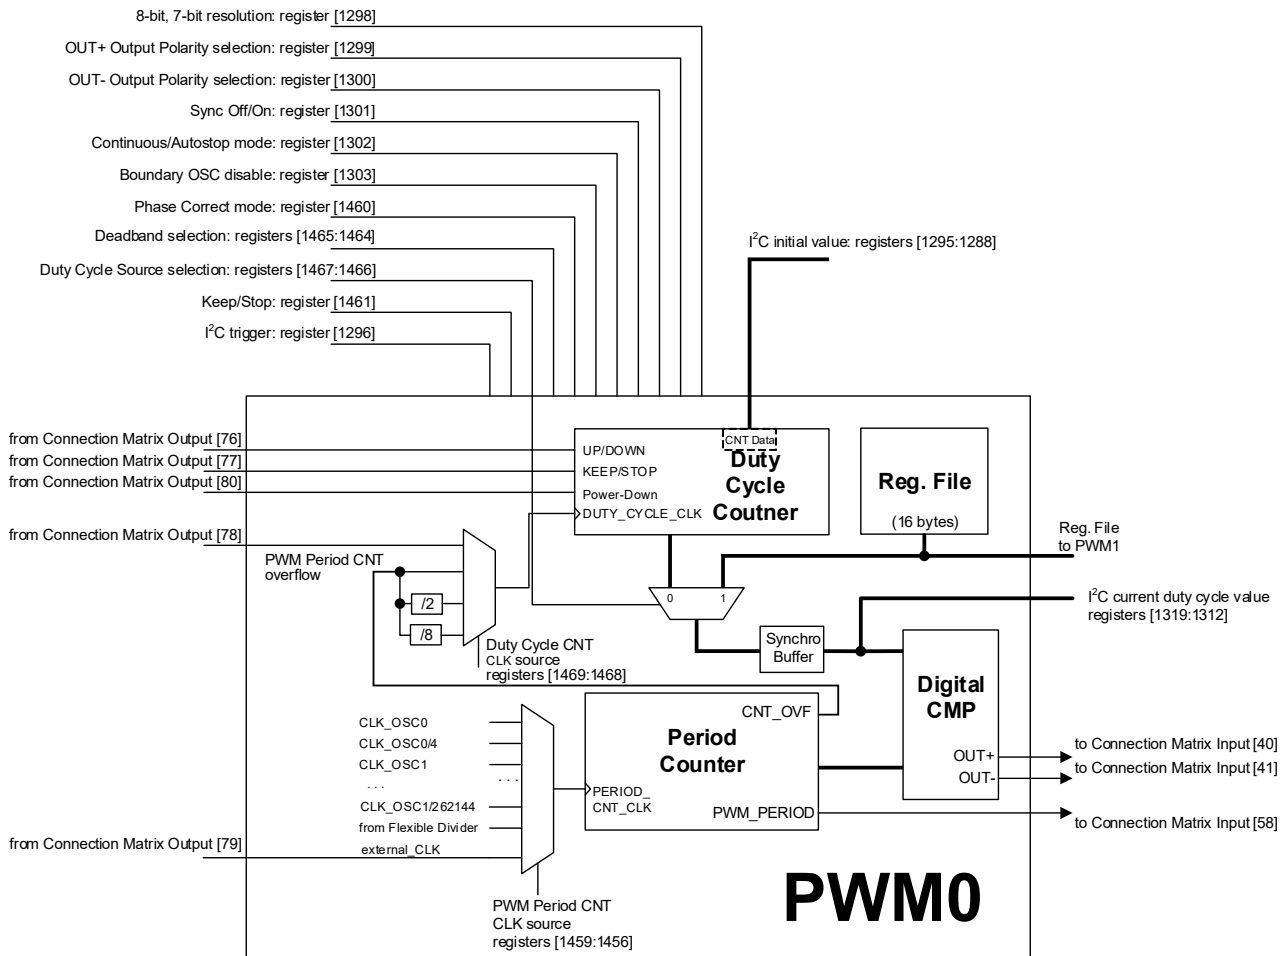 8-bit, 7-bit resolution: register [1298]
OUT+ Output Polarity selection: register [1299]
OUT- Output Polarity selection: register [1300]
Sync Off/On: register [1301]
Continuous/Autostop mode: register [1302]
Boundary OSC disable: register [1303]
Phase Correct mode: register [1460]
Deadband selection: registers [1465:1464]
Duty Cycle Source selection: registers [1467:1466]
Keep/Stop: register [1461]
I²C trigger: register [1296]
I²C initial value: registers [1295:1288]
from Connection Matrix Output [76]
from Connection Matrix Output [77]
from Connection Matrix Output [80]
from Connection Matrix Output [78]
UP/DOWN
KEEP/STOP
Power-Down
DUTY_CYCLE_CLK
CNT Data
Duty
Cycle
Coutner
Reg. File
(16 bytes)
Reg. File
to PWM1
PWM Period CNT
overflow
/2
/8
Duty Cycle CNT
CLK source
registers [1469:1468]
0
1
Synchro
Buffer
I²C current duty cycle value
registers [1319:1312]
Digital
CMP
OUT+
OUT-
to Connection Matrix Input [40]
to Connection Matrix Input [41]
to Connection Matrix Input [58]
CNT_OVF
Period
Counter
PERIOD_
CNT_CLK
PWM_PERIOD
CLK_OSC0
CLK_OSC0/4
CLK_OSC1
. . .
. . .
CLK_OSC1/262144
from Flexible Divider
external_CLK
from Connection Matrix Output [79]
PWM Period CNT
CLK source
registers [1459:1456]
PWM0